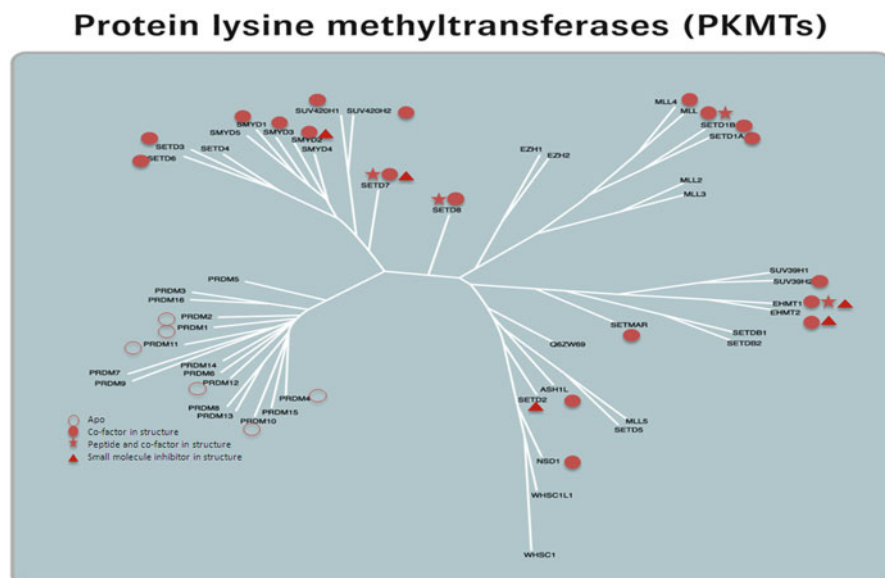 Protein lysine methyltransferases (PKMTs)
SUV420H1
SUV420H2
SMYD1
SMYD5
SMYD3
SMYD2
SMYD4
SETD3
SETD4
SETD6
SETD7
SETD8
EZH1
EZH2
MLL4
MLL
SETD1B
SETD1A
MLL2
MLL3
SUV39H1
SUV39H2
EHMT1
EHMT2
SETDB1
SETDB2
SETMAR
Q6ZW69
ASH1L
SETD2
MLL5
SETD5
NSD1
WHSC1L1
WHSC1
PRDM5
PRDM3
PRDM16
PRDM2
PRDM1
PRDM11
PRDM7
PRDM9
PRDM14
PRDM6
PRDM12
PRDM4
PRDM8
PRDM13
PRDM15
PRDM10
Apo
Co-factor in structure
Peptide and co-factor in structure
Small molecule inhibitor in structure